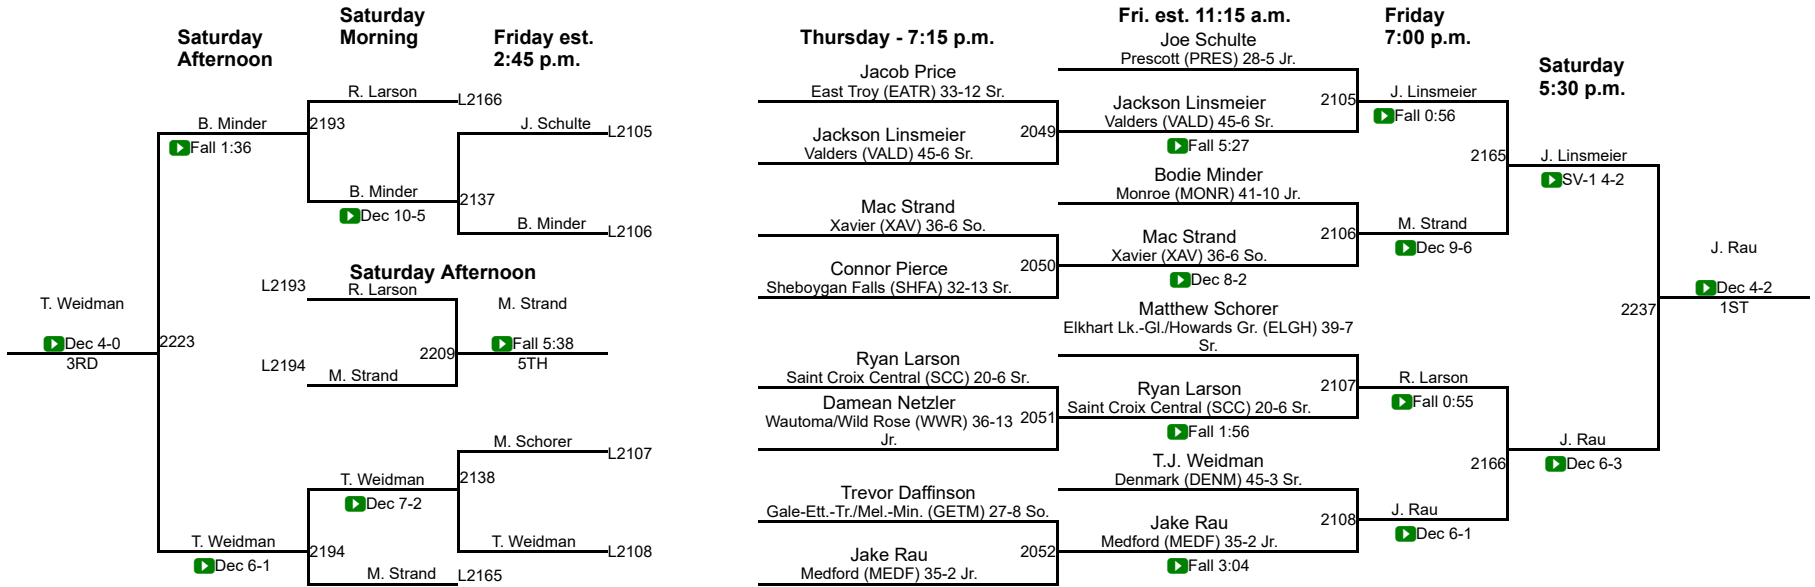 Saturday
Afternoon
Saturday
Morning
Friday est.
2:45 p.m.
R. Larson
L2166
B. Minder
2193
Fall 1:36
J. Schulte
L2105
B. Minder
2137
Dec 10-5
B. Minder
L2106
Saturday Afternoon
L2193
R. Larson
M. Strand
T. Weidman
Dec 4-0
3RD
2223
2209
Fall 5:38
5TH
L2194
M. Strand
M. Schorer
L2107
T. Weidman
2138
Dec 7-2
T. Weidman
2194
Dec 6-1
T. Weidman
L2108
M. Strand
L2165
Thursday - 7:15 p.m.
Fri. est. 11:15 a.m.
Friday
7:00 p.m.
Saturday
5:30 p.m.
Joe Schulte
Prescott (PRES) 28-5 Jr.
Jacob Price
East Troy (EATR) 33-12 Sr.
2105
J. Linsmeier
Fall 0:56
Jackson Linsmeier
Valders (VALD) 45-6 Sr.
2049
Jackson Linsmeier
Valders (VALD) 45-6 Sr.
Fall 5:27
2165
J. Linsmeier
SV-1 4-2
Bodie Minder
Monroe (MONR) 41-10 Jr.
Mac Strand
Xavier (XAV) 36-6 So.
2106
M. Strand
Dec 9-6
Mac Strand
Xavier (XAV) 36-6 So.
2050
Dec 8-2
Connor Pierce
Sheboygan Falls (SHFA) 32-13 Sr.
J. Rau
Dec 4-2
1ST
2237
Matthew Schorer
Elkhart Lk.-Gl./Howards Gr. (ELGH) 39-7
Sr.
Ryan Larson
Saint Croix Central (SCC) 20-6 Sr.
2107
R. Larson
Fall 0:55
Ryan Larson
Saint Croix Central (SCC) 20-6 Sr.
Damean Netzler
Wautoma/Wild Rose (WWR) 36-13
Jr.
2051
Fall 1:56
2166
J. Rau
Dec 6-3
T.J. Weidman
Denmark (DENM) 45-3 Sr.
Trevor Daffinson
Gale-Ett.-Tr./Mel.-Min. (GETM) 27-8 So.
2108
J. Rau
Dec 6-1
Jake Rau
Medford (MEDF) 35-2 Jr.
2052
Fall 3:04
Jake Rau
Medford (MEDF) 35-2 Jr.